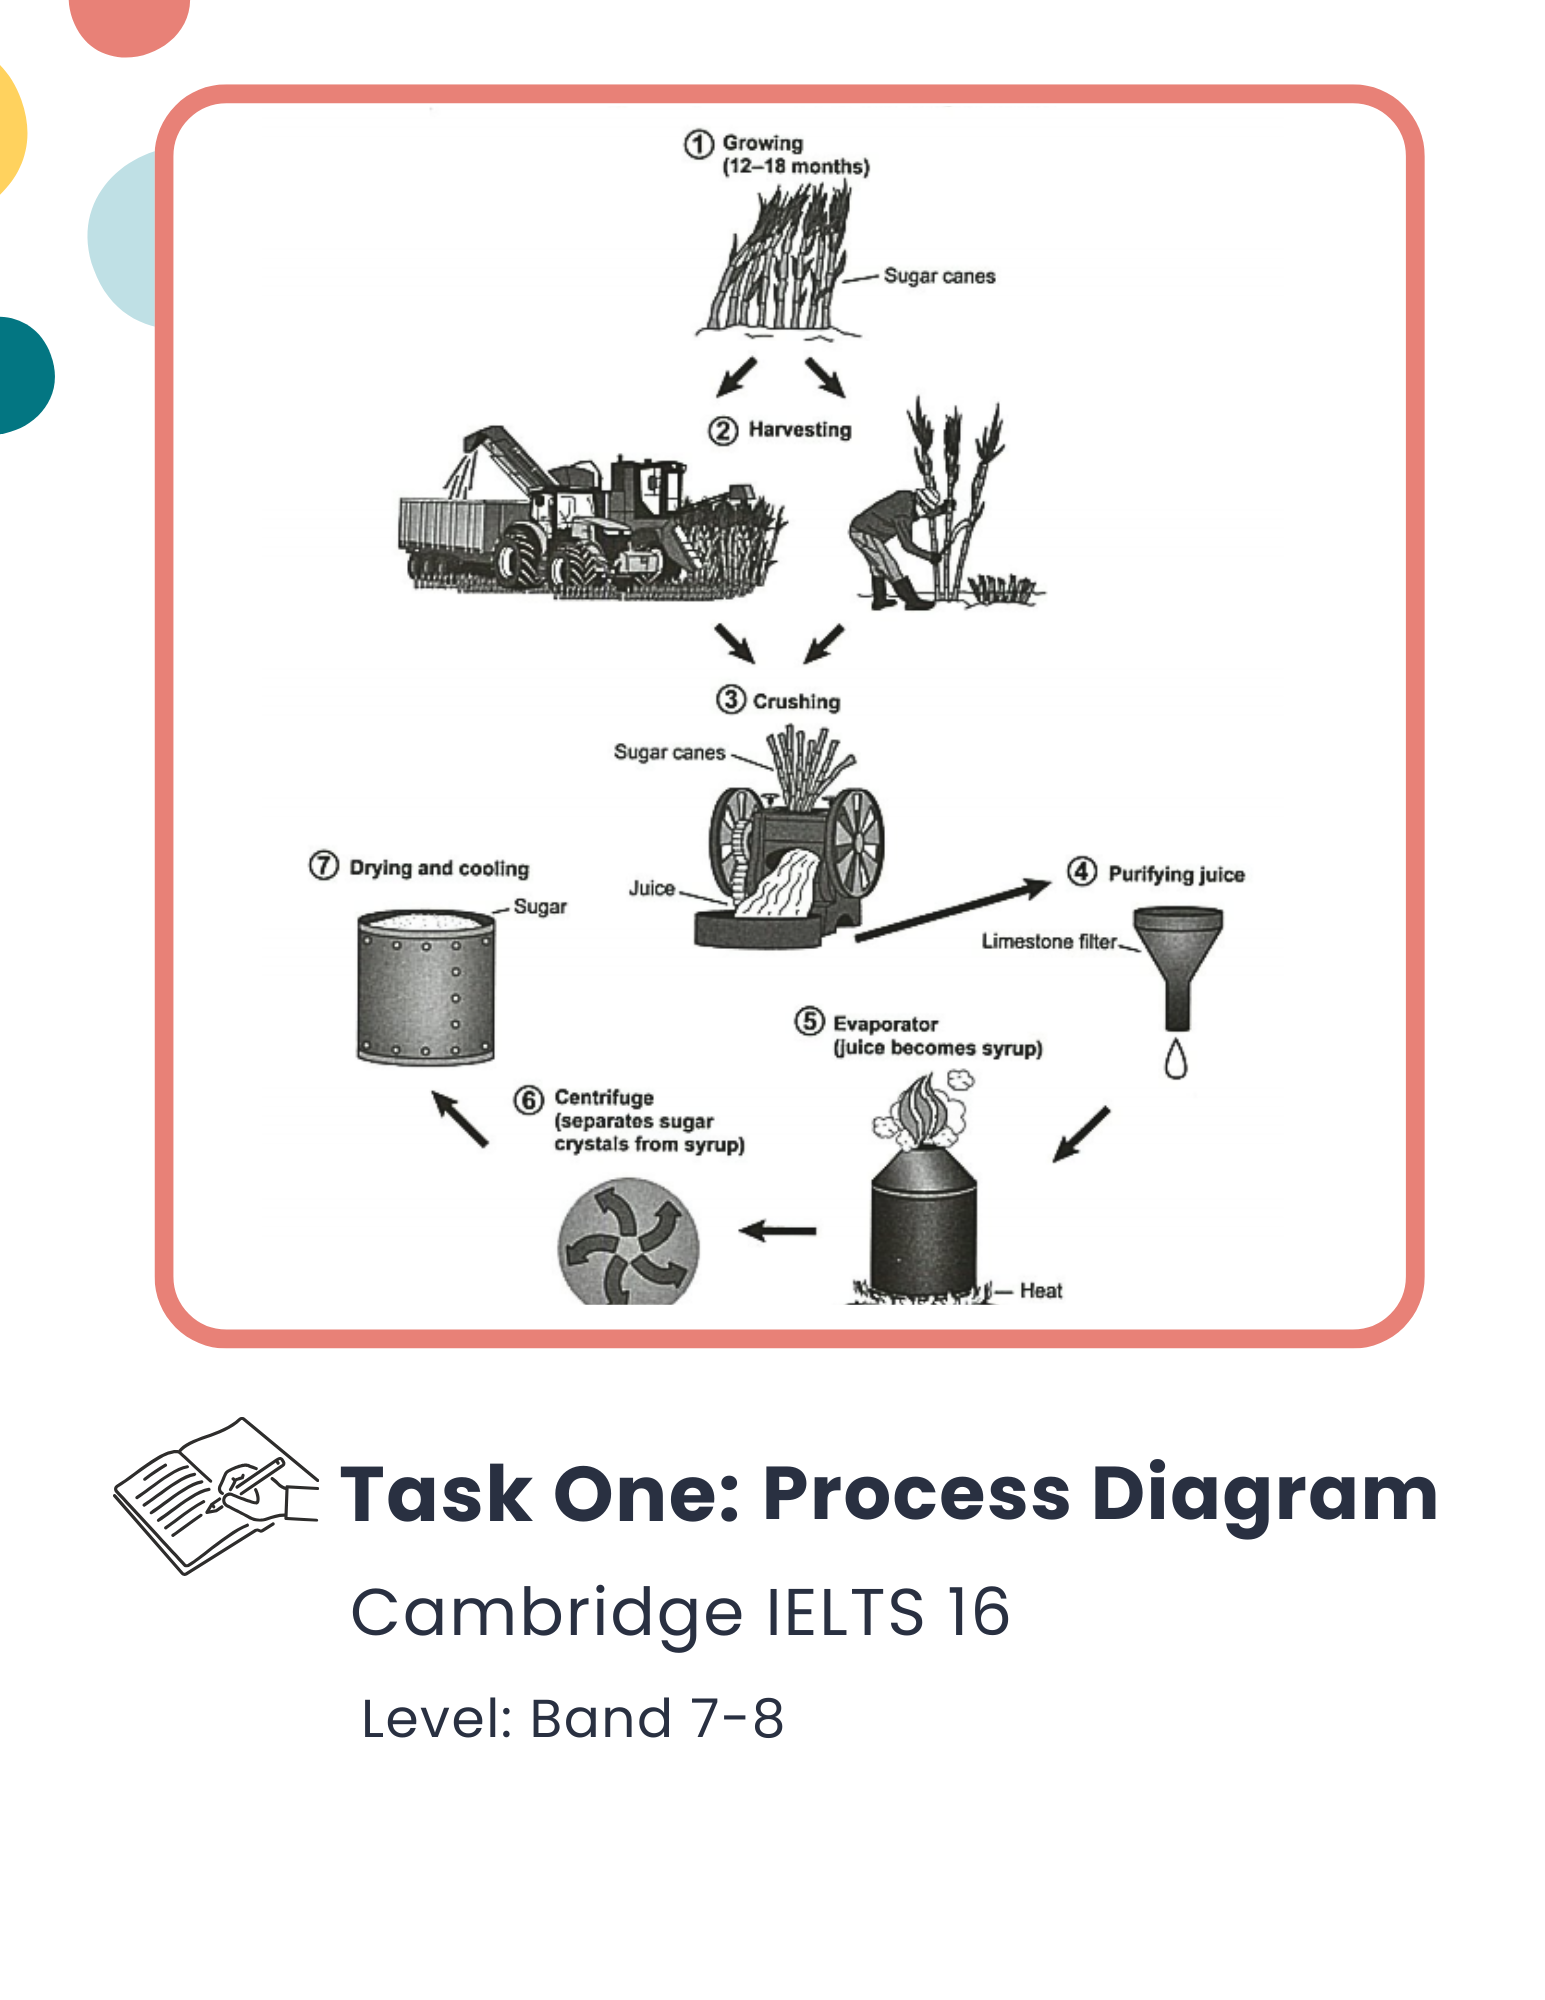 ① Growing
(12–18 months)
Sugar canes
② Harvesting
③ Crushing
Sugar canes
Juice
④ Purifying juice
Limestone filter
⑤ Evaporator
(juice becomes syrup)
Heat
⑥ Centrifuge
(separates sugar
crystals from syrup)
⑦ Drying and cooling
Sugar
Task One: Process Diagram
Cambridge IELTS 16
Level: Band 7-8